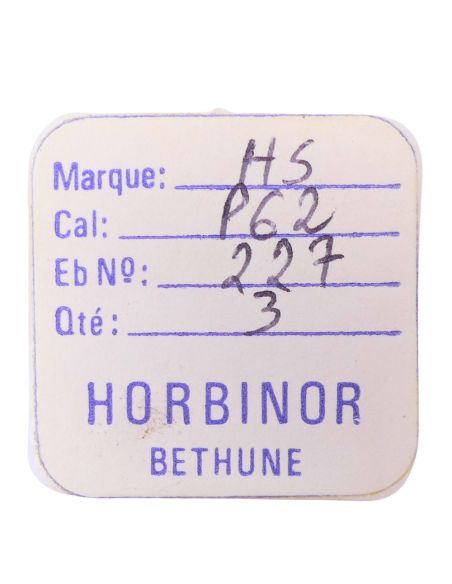 Marque: HS
Cal: P62
Eb Nº: 227
Qté: 3
HORBINOR
BETHUNE